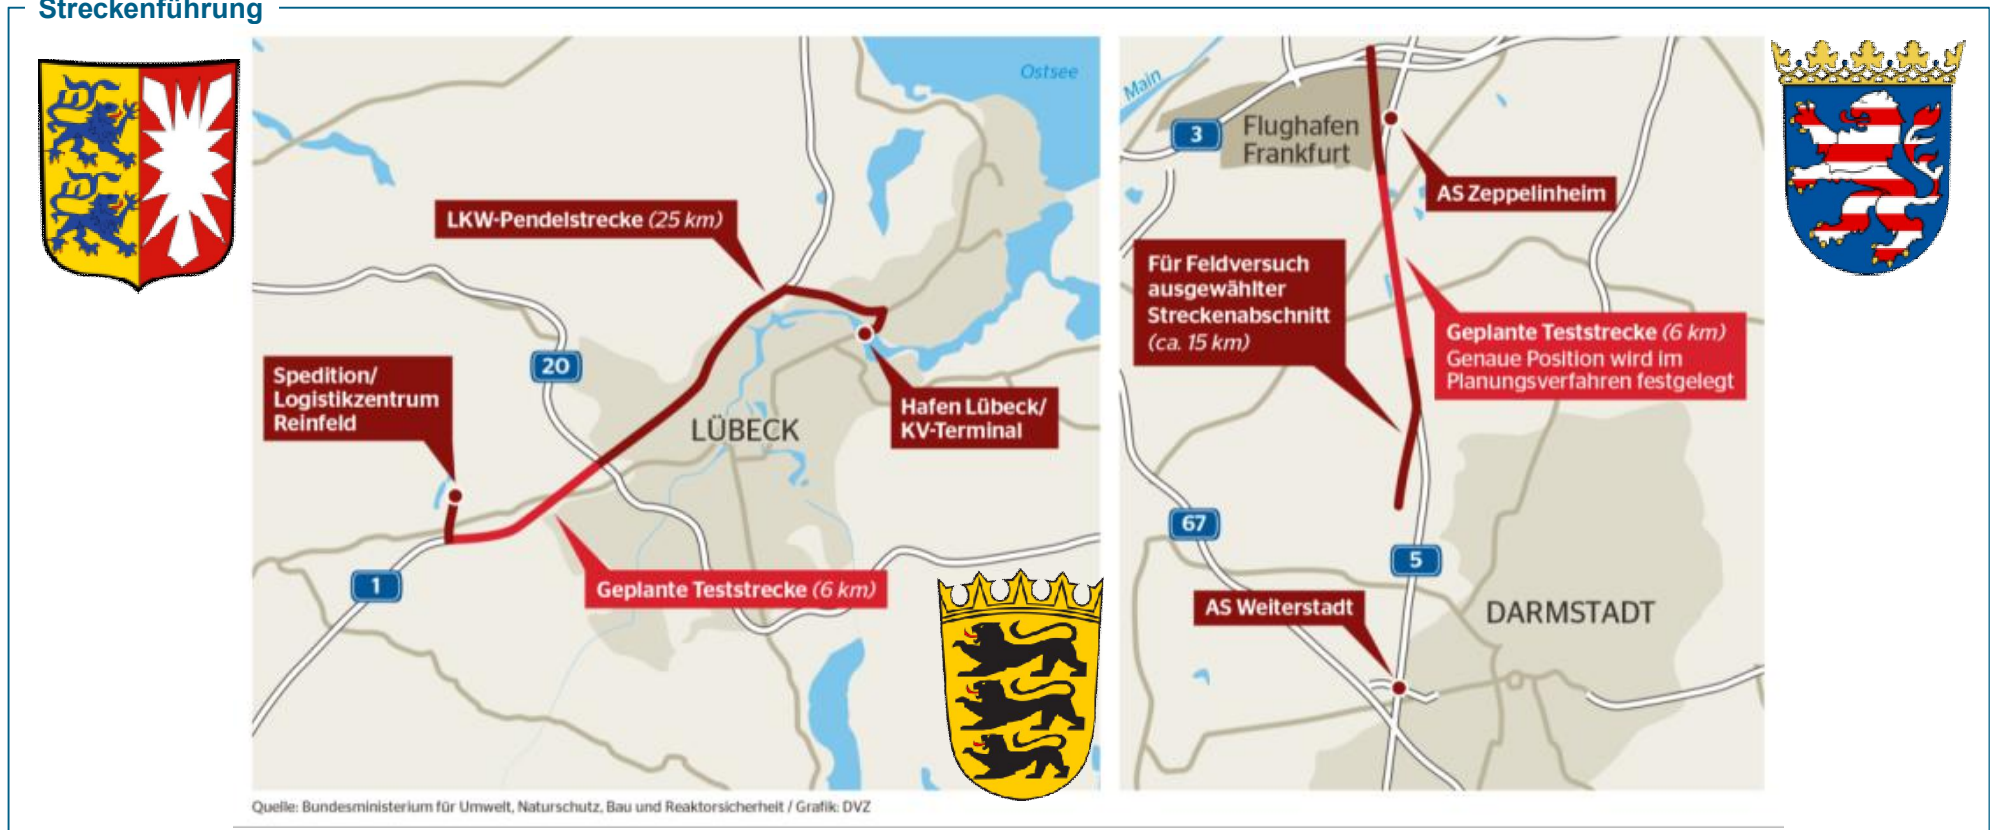 Streckenführung
Ostsee
LKW-Pendelstrecke (25 km)
20
Spedition/
Logistikzentrum
Reinfeld
LÜBECK
Hafen Lübeck/
KV-Terminal
1
Geplante Teststrecke (6 km)
Main
3
Flughafen
Frankfurt
AS Zeppelinheim
Für Feldversuch
ausgewählter
Streckenabschnitt
(ca. 15 km)
Geplante Teststrecke (6 km)
Genaue Position wird im
Planungsverfahren festgelegt
67
5
AS Weiterstadt
DARMSTADT
Quelle: Bundesministerium für Umwelt, Naturschutz, Bau und Reaktorsicherheit / Grafik: DVZ